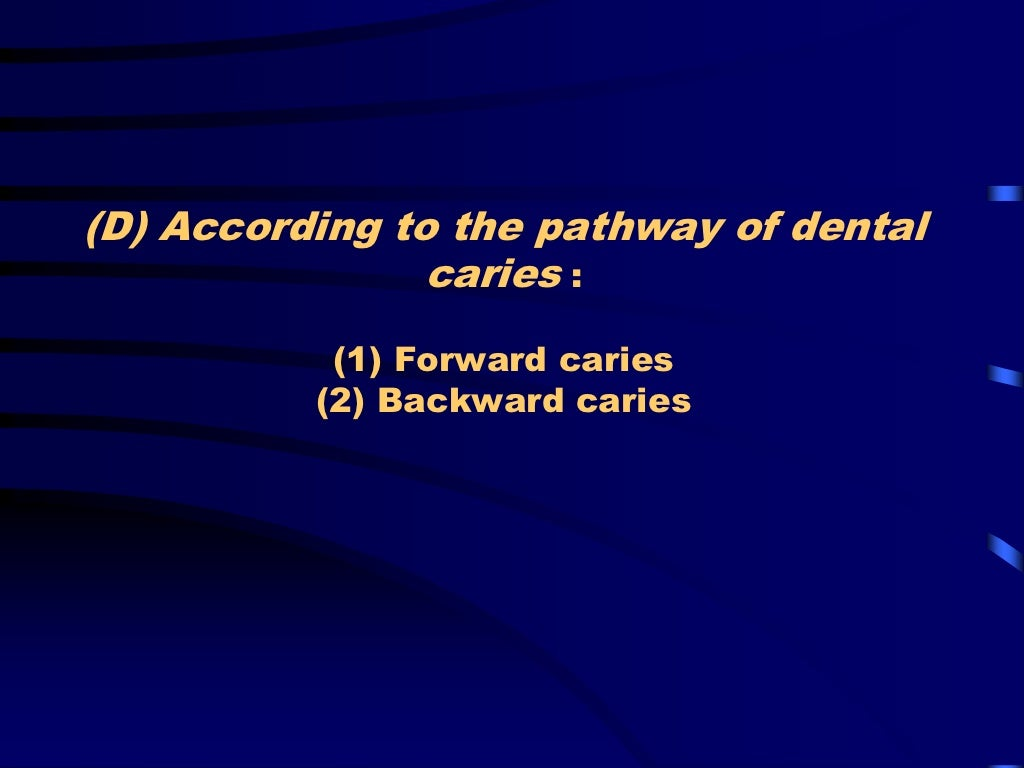 (D) According to the pathway of dental
caries :
(1) Forward caries
(2) Backward caries